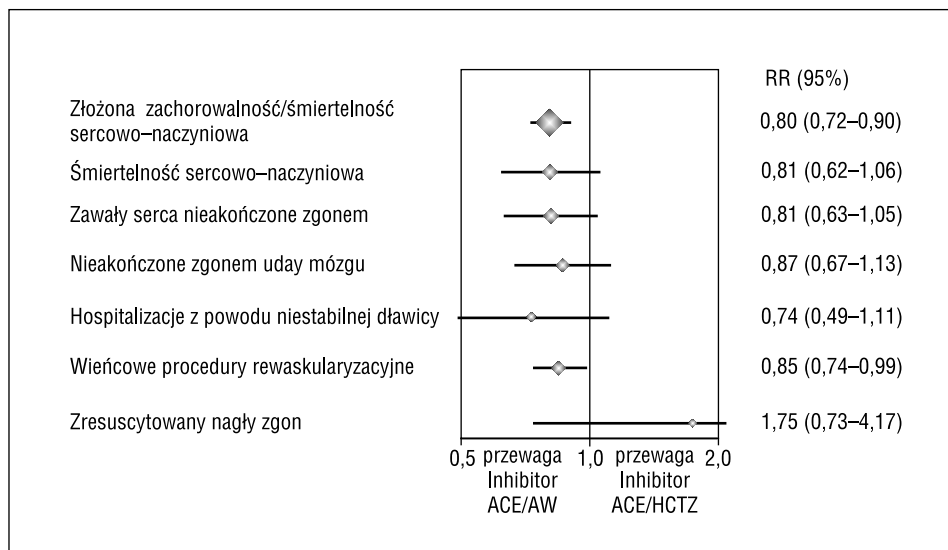 RR (95%)
Złożona zachorowalność/śmiertelność
sercowo–naczyniowa
0,80 (0,72–0,90)
Śmiertelność sercowo–naczyniowa
0,81 (0,62–1,06)
Zawały serca nieakończone zgonem
0,81 (0,63–1,05)
Nieakończone zgonem uday mózgu
0,87 (0,67–1,13)
Hospitalizacje z powodu niestabilnej dławicy
0,74 (0,49–1,11)
Wieńcowe procedury rewaskularyzacyjne
0,85 (0,74–0,99)
Zresuscytowany nagły zgon
1,75 (0,73–4,17)
0,5
1,0
2,0
przewaga
Inhibitor
ACE/AW
przewaga
Inhibitor
ACE/HCTZ